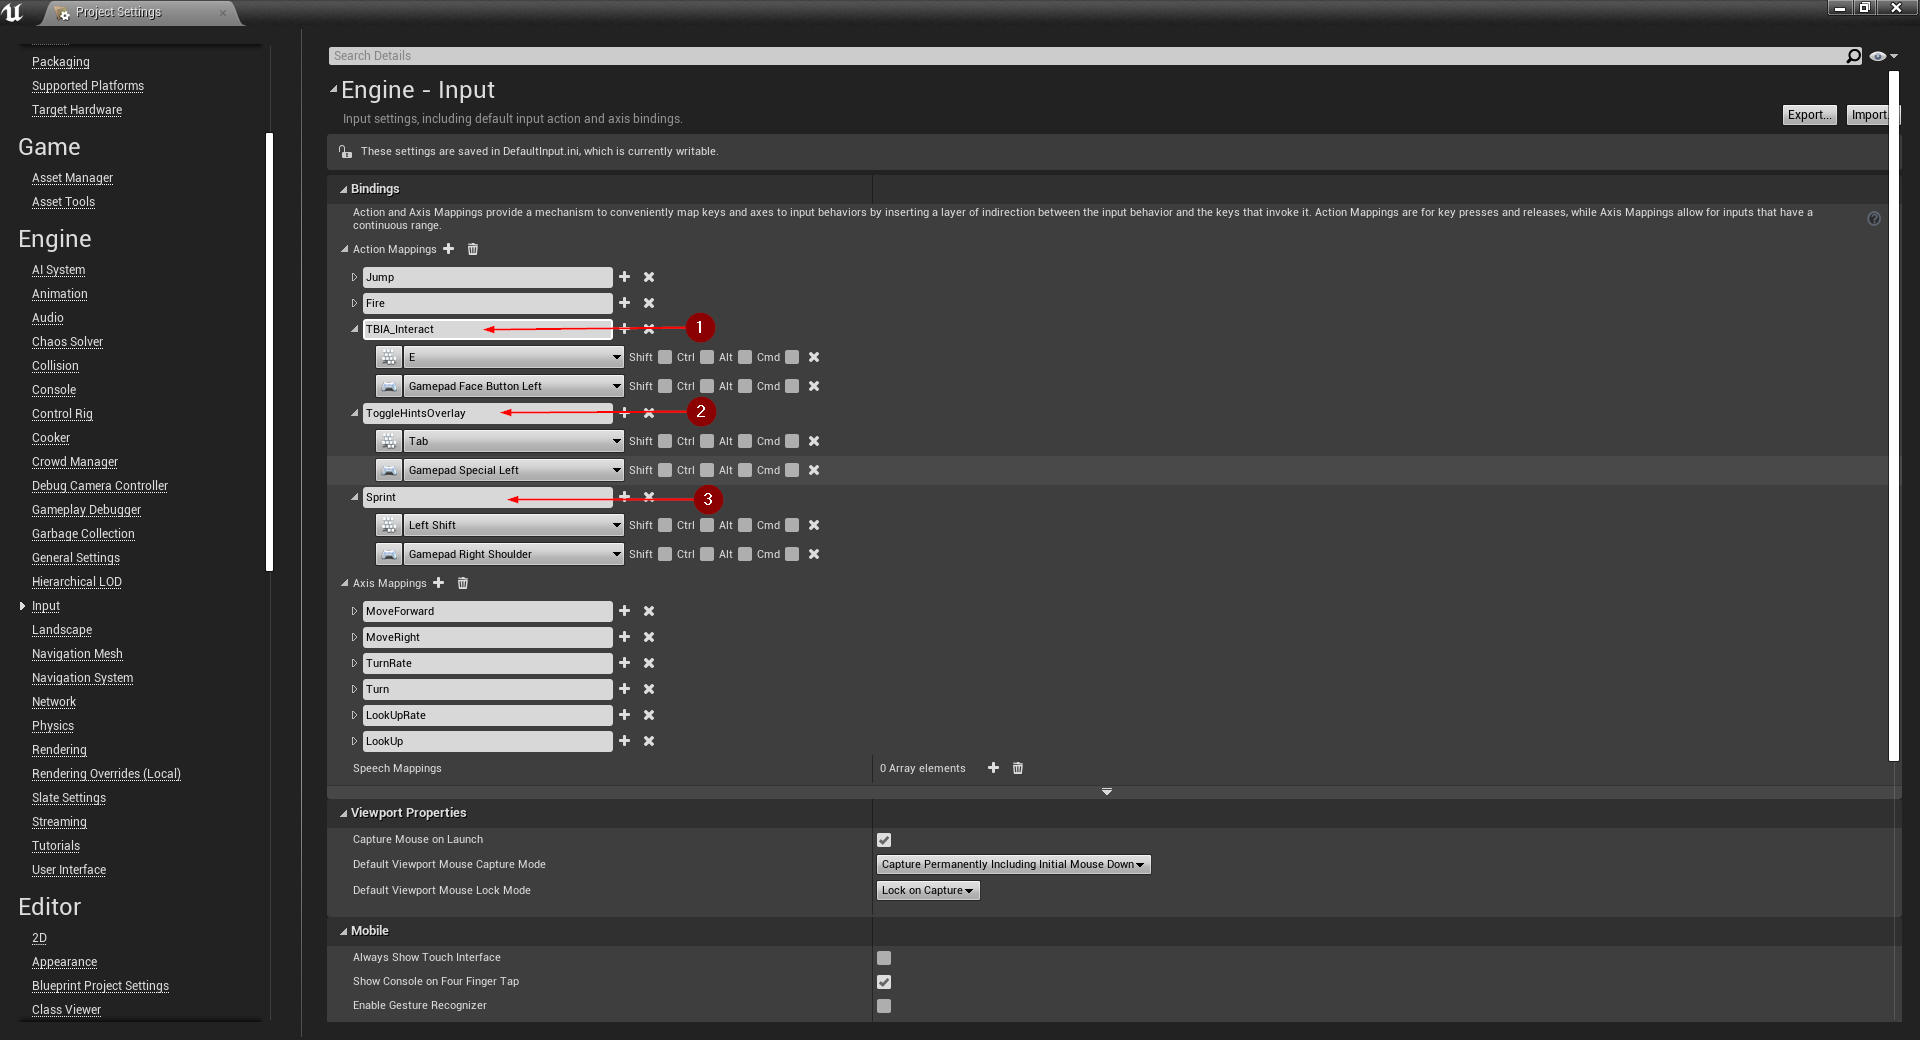 Project Settings
Packaging
Supported Platforms
Target Hardware
Game
Asset Manager
Asset Tools
Engine
AI System
Animation
Audio
Chaos Solver
Collision
Console
Control Rig
Cooker
Crowd Manager
Debug Camera Controller
Gameplay Debugger
Garbage Collection
General Settings
Hierarchical LOD
Input
Landscape
Navigation Mesh
Navigation System
Network
Physics
Rendering
Rendering Overrides (Local)
Slate Settings
Streaming
Tutorials
User Interface
Editor
2D
Appearance
Blueprint Project Settings
Class Viewer
Search Details
Engine - Input
Input settings, including default input action and axis bindings.
Export... Import
These settings are saved in DefaultInput.ini, which is currently writable.
Bindings
Action and Axis Mappings provide a mechanism to conveniently map keys and axes to input behaviors by inserting a layer of indirection between the input behavior and the keys that invoke it. Action Mappings are for key presses and releases, while Axis Mappings allow for inputs that have a
continuous range.
Action Mappings
Jump
Fire
TBIA_Interact 1
E Shift Ctrl Alt Cmd
Gamepad Face Button Left Shift Ctrl Alt Cmd
ToggleHintsOverlay 2
Tab Shift Ctrl Alt Cmd
Gamepad Special Left Shift Ctrl Alt Cmd
Sprint 3
Left Shift Shift Ctrl Alt Cmd
Gamepad Right Shoulder Shift Ctrl Alt Cmd
Axis Mappings
MoveForward
MoveRight
TurnRate
Turn
LookUpRate
LookUp
Speech Mappings 0 Array elements
Viewport Properties
Capture Mouse on Launch
Default Viewport Mouse Capture Mode Capture Permanently Including Initial Mouse Down
Default Viewport Mouse Lock Mode Lock on Capture
Mobile
Always Show Touch Interface
Show Console on Four Finger Tap
Enable Gesture Recognizer